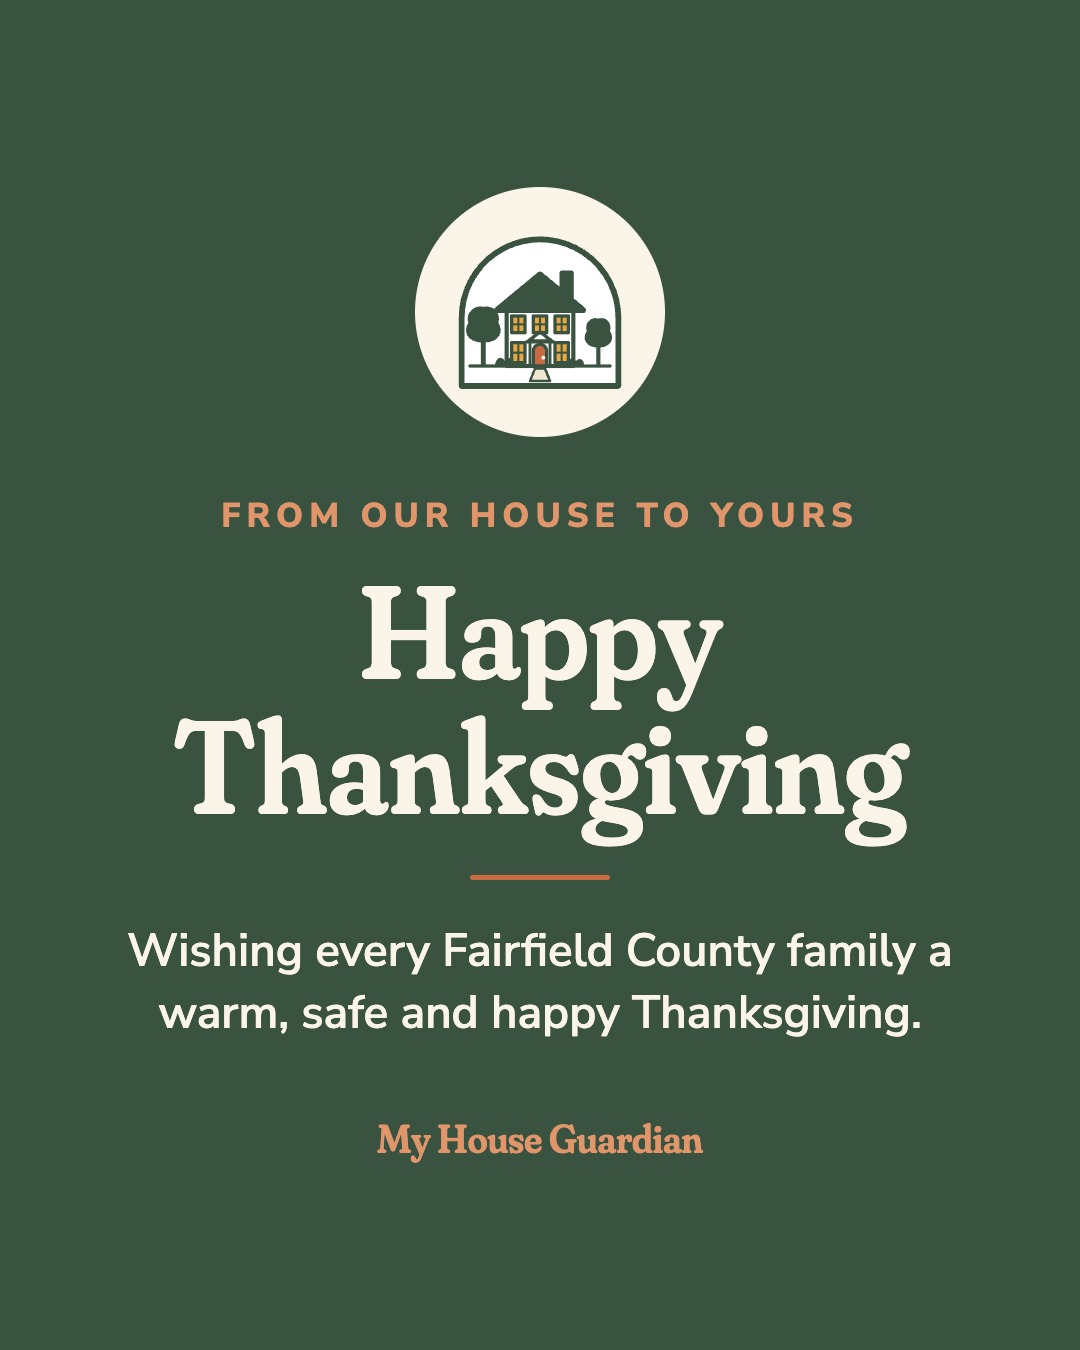 FROM OUR HOUSE TO YOURS
Happy
Thanksgiving
Wishing every Fairfield County family a
warm, safe and happy Thanksgiving.
My House Guardian